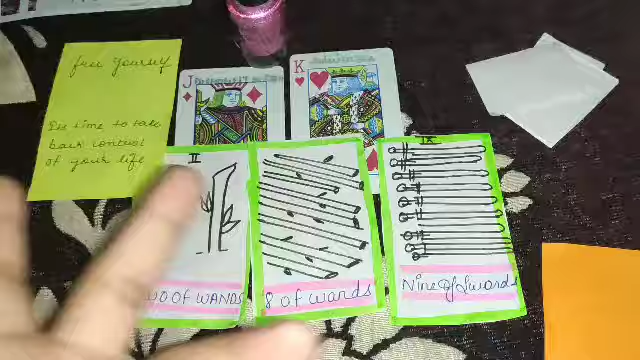 free yourself
Its time to take
back control
of your life
J
K
II
WO OF WANDS
8 of wands
IX
Nine Of Swords